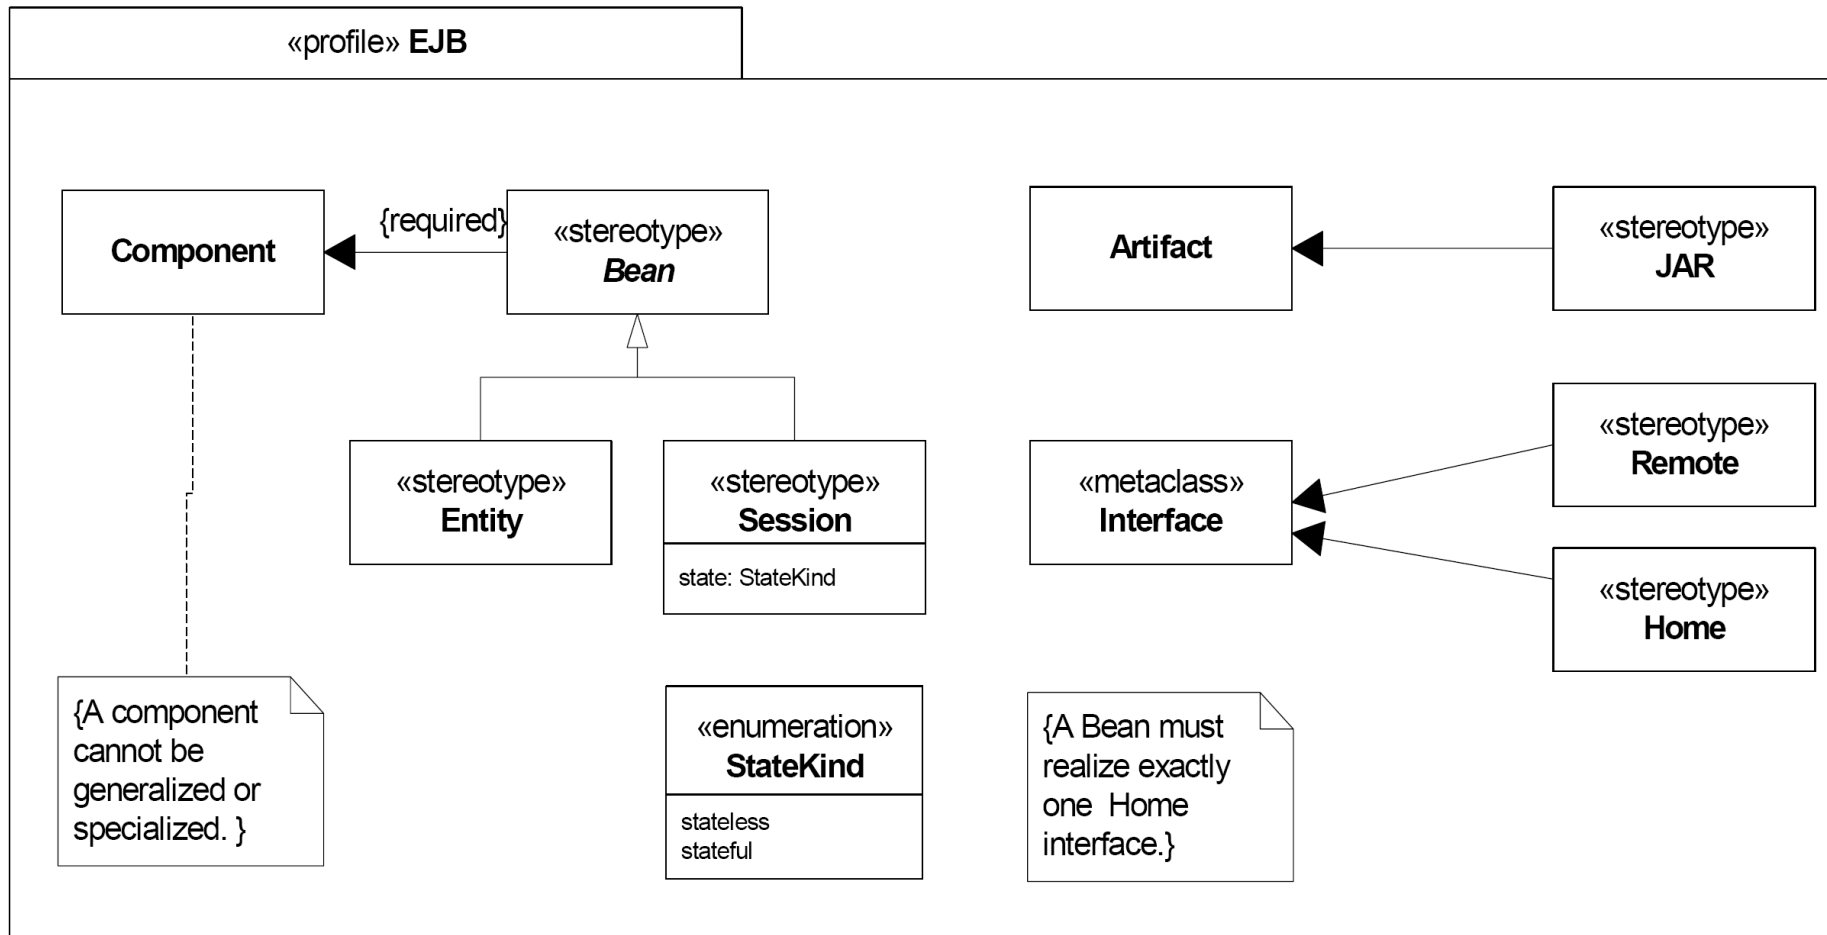 «profile» EJB
Component
{required}
«stereotype»
Bean
Artifact
«stereotype»
JAR
«stereotype»
Entity
«stereotype»
Session
state: StateKind
«metaclass»
Interface
«stereotype»
Remote
«stereotype»
Home
{A component
cannot be
generalized or
specialized. }
«enumeration»
StateKind
stateless
stateful
{A Bean must
realize exactly
one  Home
interface.}